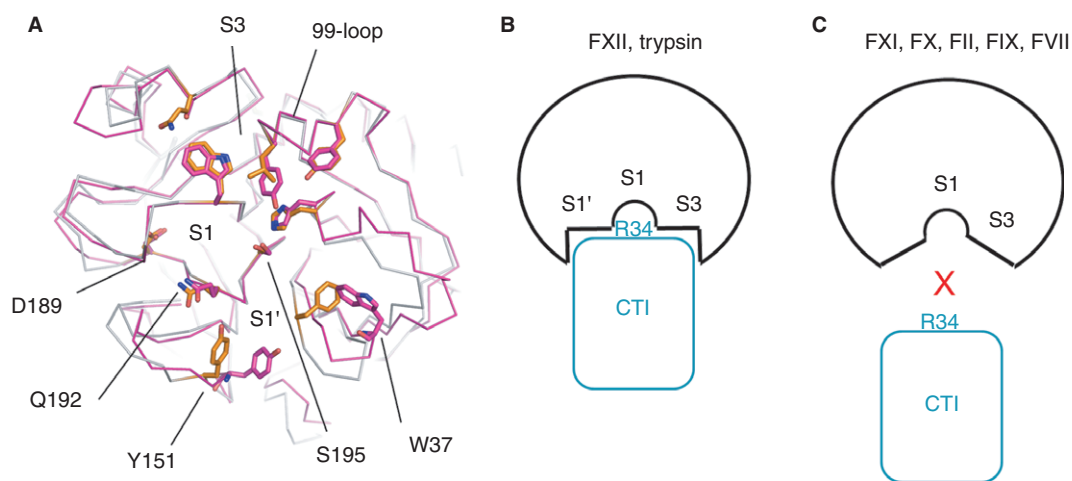 A
S3
99-loop
S1
D189
S1'
Q192
Y151
S195
W37
B
FXII, trypsin
S1
S1'
S3
R34
CTI
C
FXI, FX, FII, FIX, FVII
S1
S3
X
R34
CTI